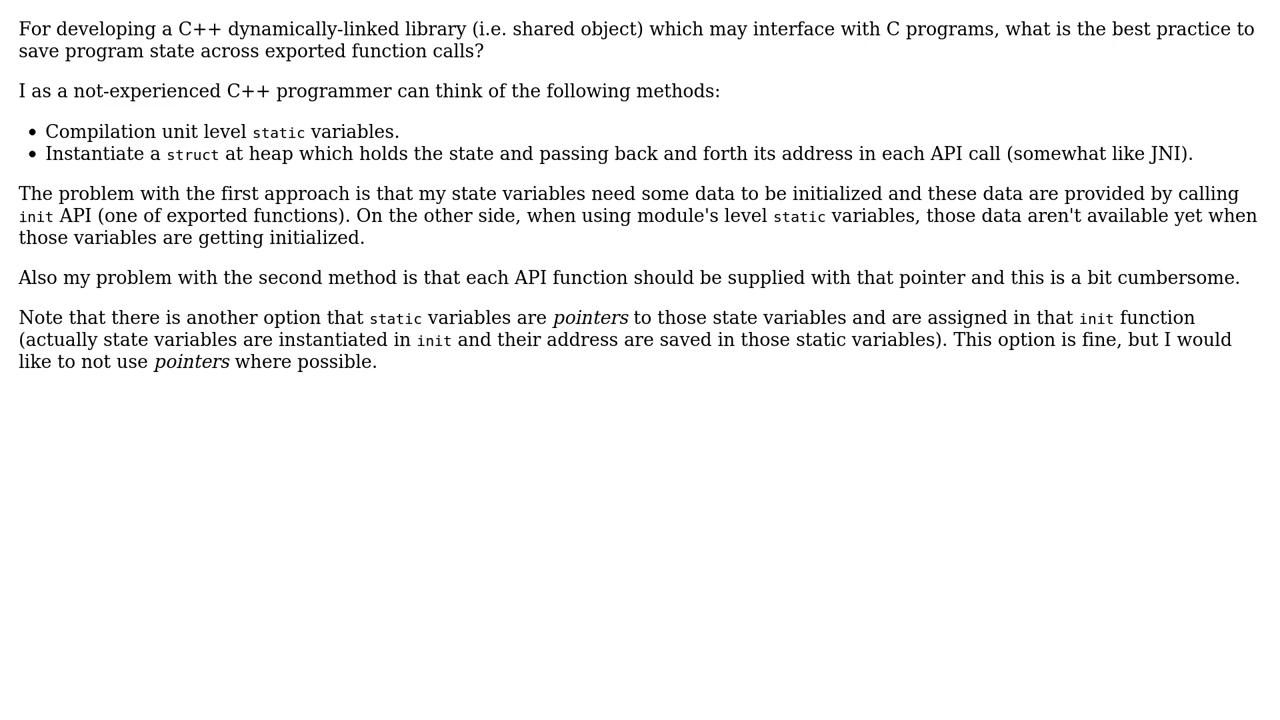 For developing a C++ dynamically-linked library (i.e. shared object) which may interface with C programs, what is the best practice to
save program state across exported function calls?
I as a not-experienced C++ programmer can think of the following methods:
• Compilation unit level static variables.
• Instantiate a struct at heap which holds the state and passing back and forth its address in each API call (somewhat like JNI).
The problem with the first approach is that my state variables need some data to be initialized and these data are provided by calling
init API (one of exported functions). On the other side, when using module's level static variables, those data aren't available yet when
those variables are getting initialized.
Also my problem with the second method is that each API function should be supplied with that pointer and this is a bit cumbersome.
Note that there is another option that static variables are pointers to those state variables and are assigned in that init function
(actually state variables are instantiated in init and their address are saved in those static variables). This option is fine, but I would
like to not use pointers where possible.